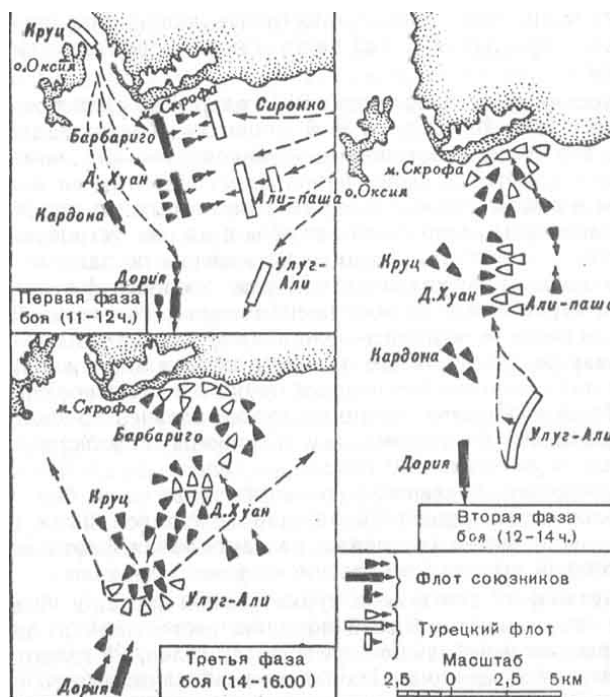 Круц
о.Оксия
Скрофа
Сирокко
Барбариго
Д. Хуан
Али-паша
Кардона
Улуг-
Али
Дория
Первая фаза
боя (11-12 ч.)
о.Оксия
м. Скрофа
Круц
Д.Хуан
Али-паша
Кардона
Улуг-Али
Дория
Вторая фаза
боя (12-14 ч.)
м.Скрофа
Барбариго
Круц
Д.Хуан
Улуг-Али
Дория
Третья фаза
боя (14-16.00)
Флот союзников
Турецкий флот
Масштаб
2,5 0 2,5 5км